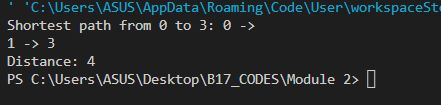 ' 'C:\Users\ASUS\AppData\Roaming\Code\User\workspaceSto
Shortest path from 0 to 3: 0 ->
1 -> 3
Distance: 4
PS C:\Users\ASUS\Desktop\B17_CODES\Module 2>